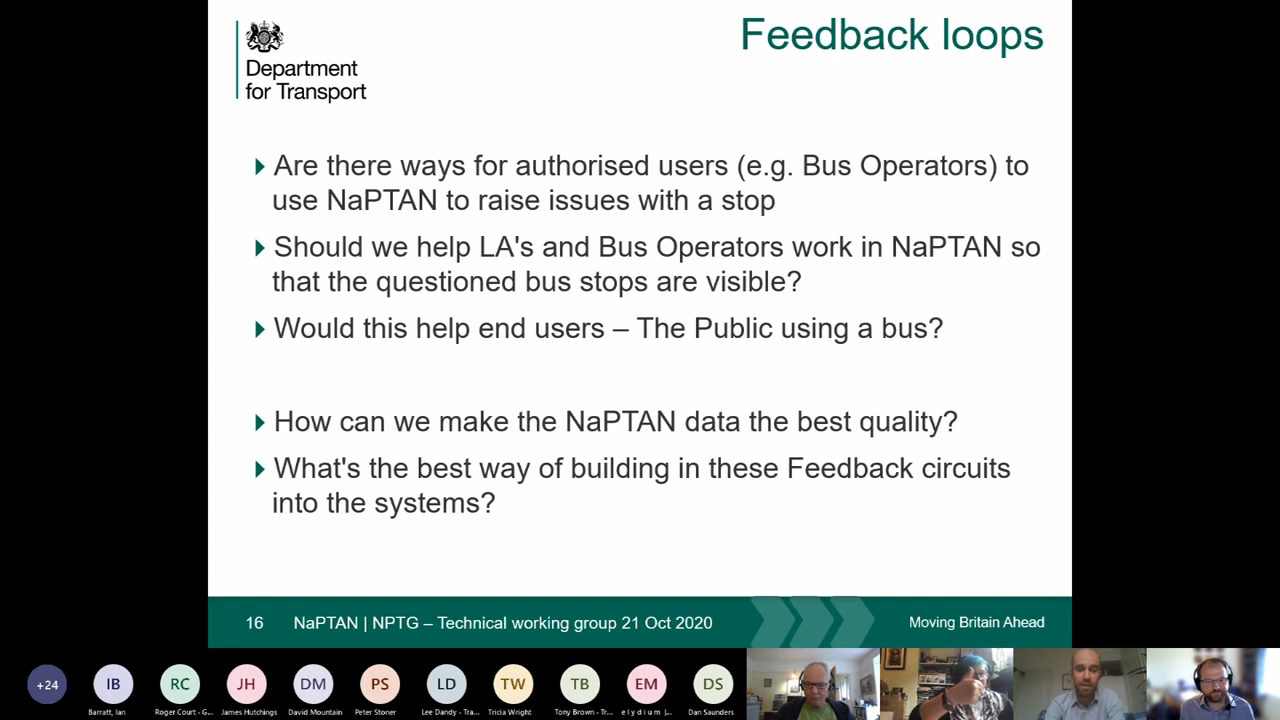 Feedback loops
Department
for Transport
Are there ways for authorised users (e.g. Bus Operators) to
use NaPTAN to raise issues with a stop
Should we help LA's and Bus Operators work in NaPTAN so
that the questioned bus stops are visible?
Would this help end users – The Public using a bus?
How can we make the NaPTAN data the best quality?
What's the best way of building in these Feedback circuits
into the systems?
16 NaPTAN | NPTG – Technical working group 21 Oct 2020 Moving Britain Ahead
+24 IB RC JH DM PS LD TW TB EM DS
Barratt, Ian Roger Court - G... James Hutchings David Mountain Peter Stoner Lee Dandy - Tra... Tricia Wright Tony Brown - Tr... e l y d i u m |... Dan Saunders